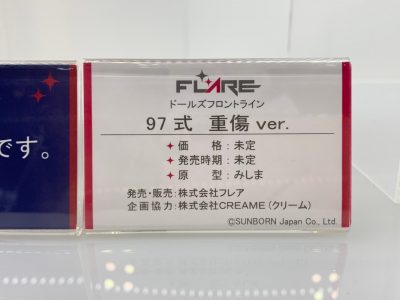 FLARE
ドールズフロントライン
97式 重傷 ver.
✦ 価格：未定
✦ 発売時期：未定
✦ 原型：みしま
発売・販売：株式会社フレア
企画協力：株式会社CREAME（クリーム）
©SUNBORN Japan Co., Ltd.
です。